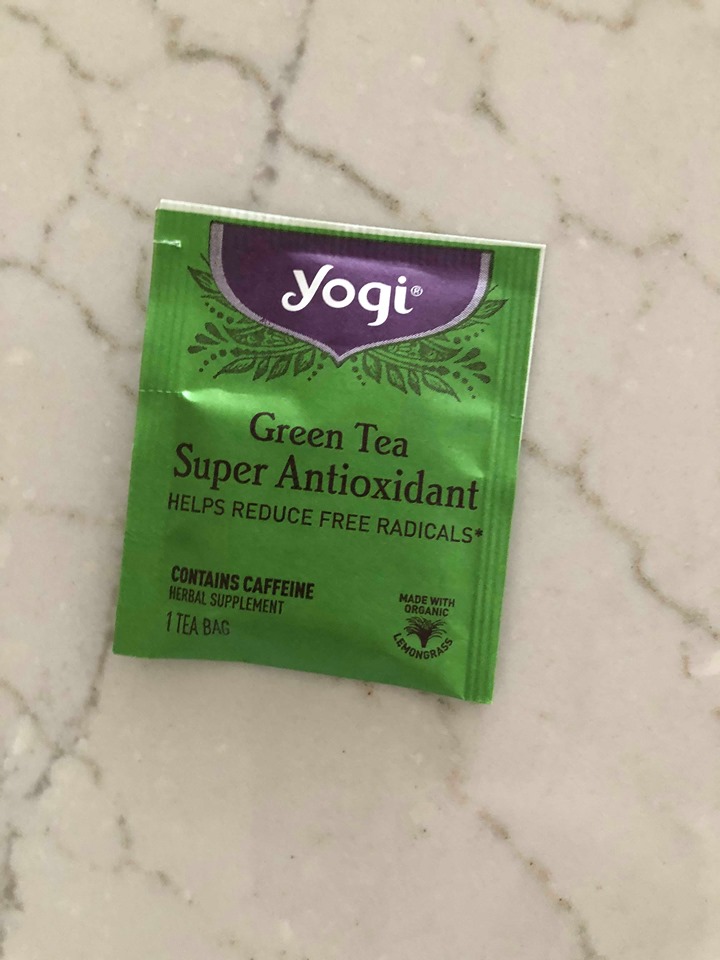 yogi®
Green Tea
Super Antioxidant
HELPS REDUCE FREE RADICALS*
CONTAINS CAFFEINE
HERBAL SUPPLEMENT
1 TEA BAG
MADE WITH
ORGANIC
LEMONGRASS